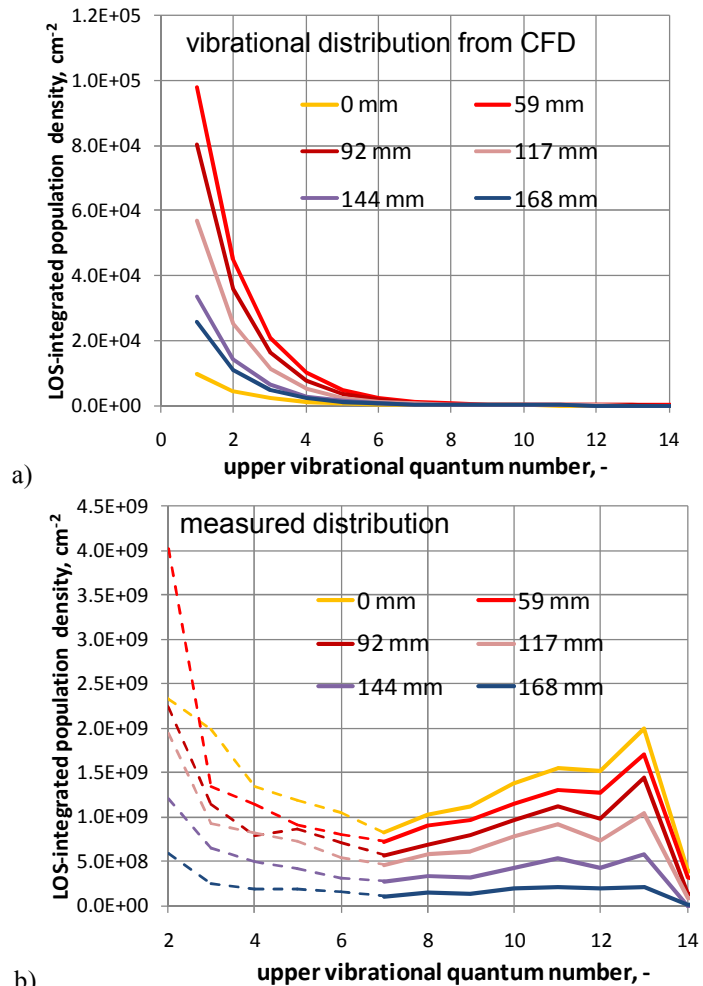 1.2E+05
vibrational distribution from CFD
1.0E+05
0 mm
59 mm
8.0E+04
92 mm
117 mm
6.0E+04
144 mm
168 mm
4.0E+04
2.0E+04
0.0E+00
LOS-integrated population density, cm-2
0 2 4 6 8 10 12 14
upper vibrational quantum number, -
a)
4.5E+09
measured distribution
4.0E+09
3.5E+09
0 mm
59 mm
3.0E+09
92 mm
117 mm
2.5E+09
144 mm
168 mm
2.0E+09
1.5E+09
1.0E+09
5.0E+08
0.0E+00
LOS-integrated population density, cm-2
2 4 6 8 10 12 14
upper vibrational quantum number, -
b)